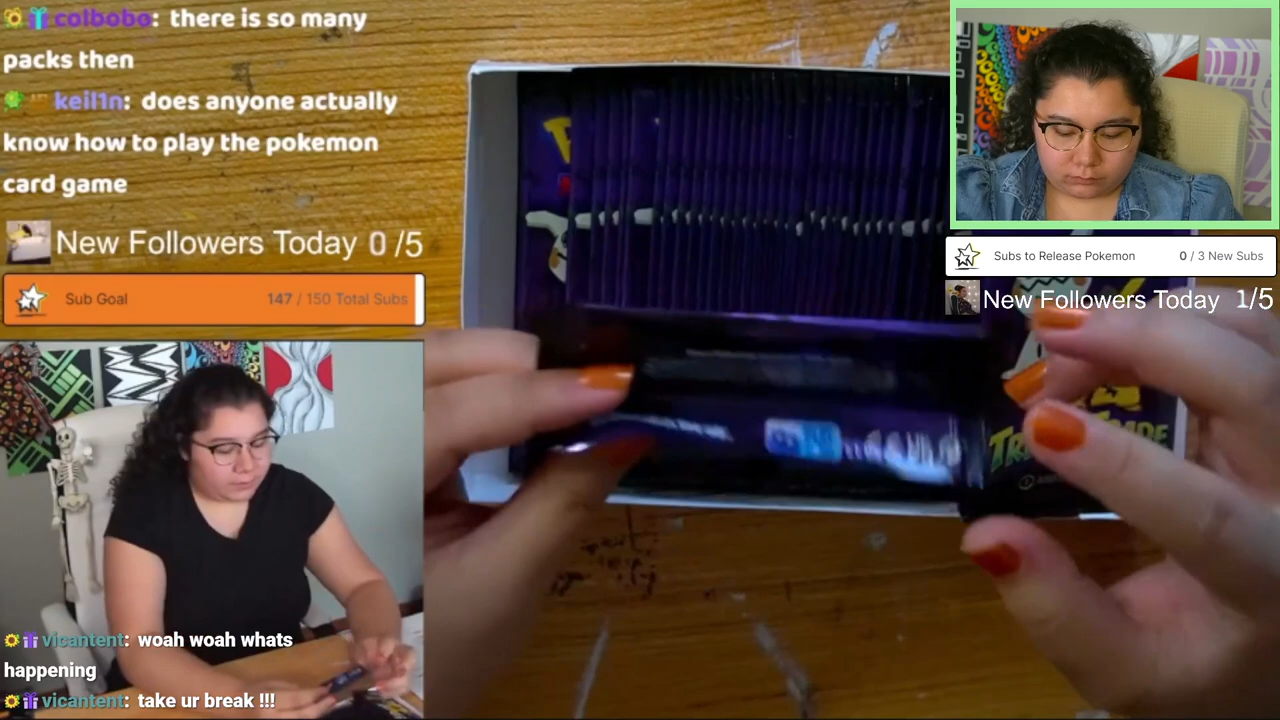 colbobo: there is so many
packs then
keil1n: does anyone actually
know how to play the pokemon
card game
New Followers Today 0 /5
Sub Goal 147 / 150 Total Subs
vicantent: woah woah whats
happening
vicantent: take ur break !!!
Subs to Release Pokemon 0 / 3 New Subs
New Followers Today 1/5